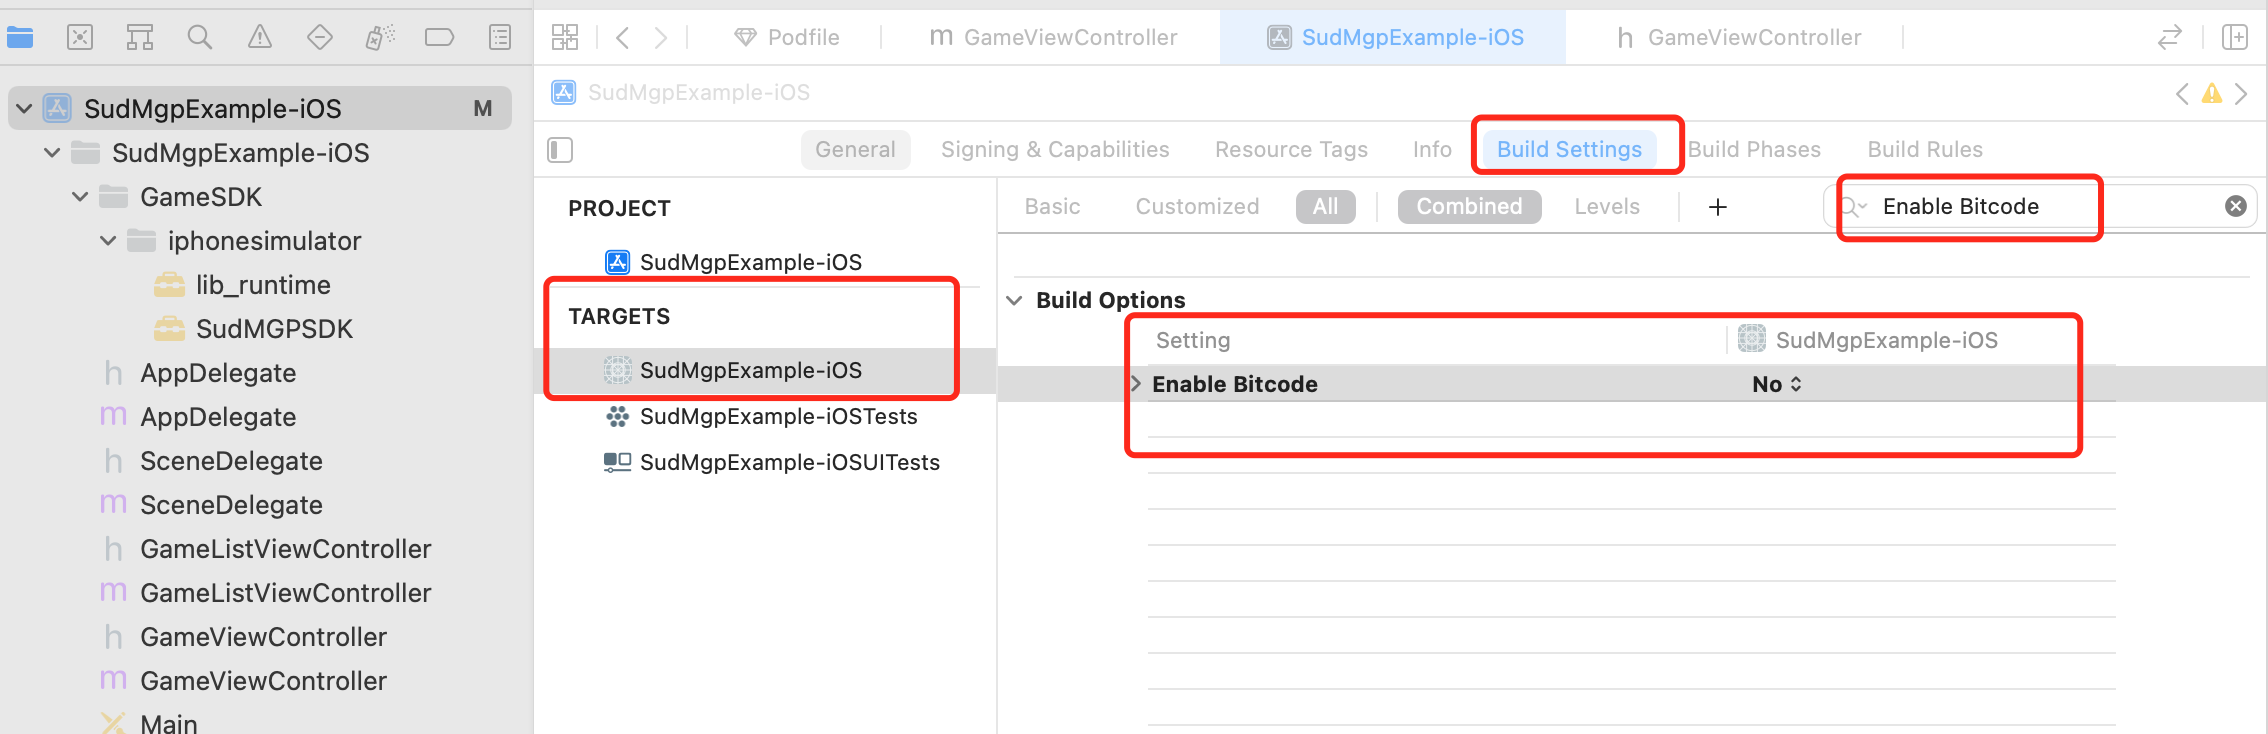 Podfile
m GameViewController
SudMgpExample-iOS
h GameViewController
SudMgpExample-iOS M
SudMgpExample-iOS
GameSDK
iphonesimulator
lib_runtime
SudMGPSDK
h AppDelegate
m AppDelegate
h SceneDelegate
m SceneDelegate
h GameListViewController
m GameListViewController
h GameViewController
m GameViewController
Main
SudMgpExample-iOS
General Signing & Capabilities Resource Tags Info Build Settings Build Phases Build Rules
PROJECT
SudMgpExample-iOS
TARGETS
SudMgpExample-iOS
SudMgpExample-iOSTests
SudMgpExample-iOSUITests
Basic Customized All Combined Levels + Enable Bitcode
Build Options
Setting SudMgpExample-iOS
Enable Bitcode No